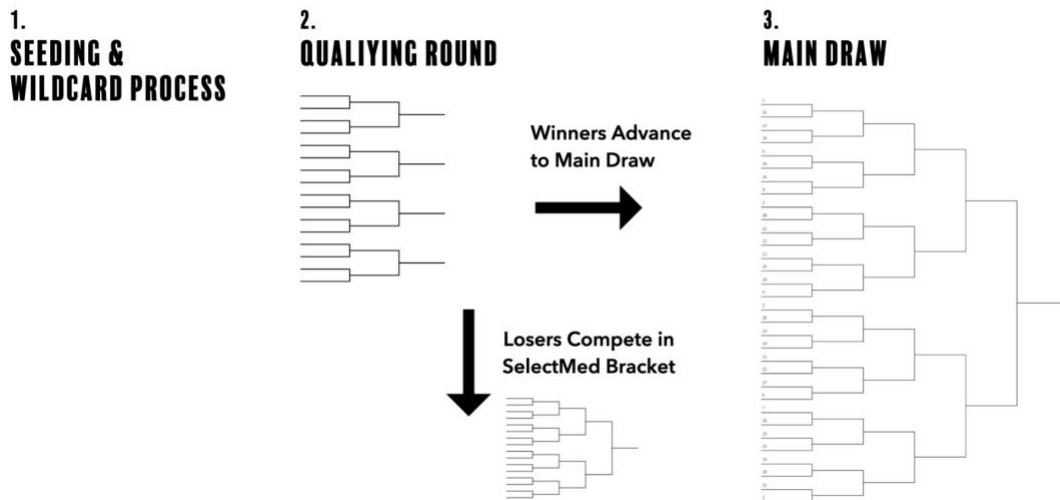 1.
SEEDING &
WILDCARD PROCESS
2.
QUALIYING ROUND
Winners Advance
to Main Draw
Losers Compete in
SelectMed Bracket
3.
MAIN DRAW